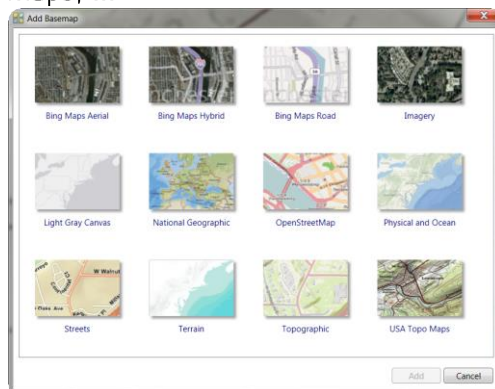 Add Basemap
Bing Maps Aerial
Bing Maps Hybrid
Bing Maps Road
Imagery
Light Gray Canvas
National Geographic
OpenStreetMap
Physical and Ocean
W Walnut
Streets
Terrain
Topographic
USA Topo Maps
Add
Cancel